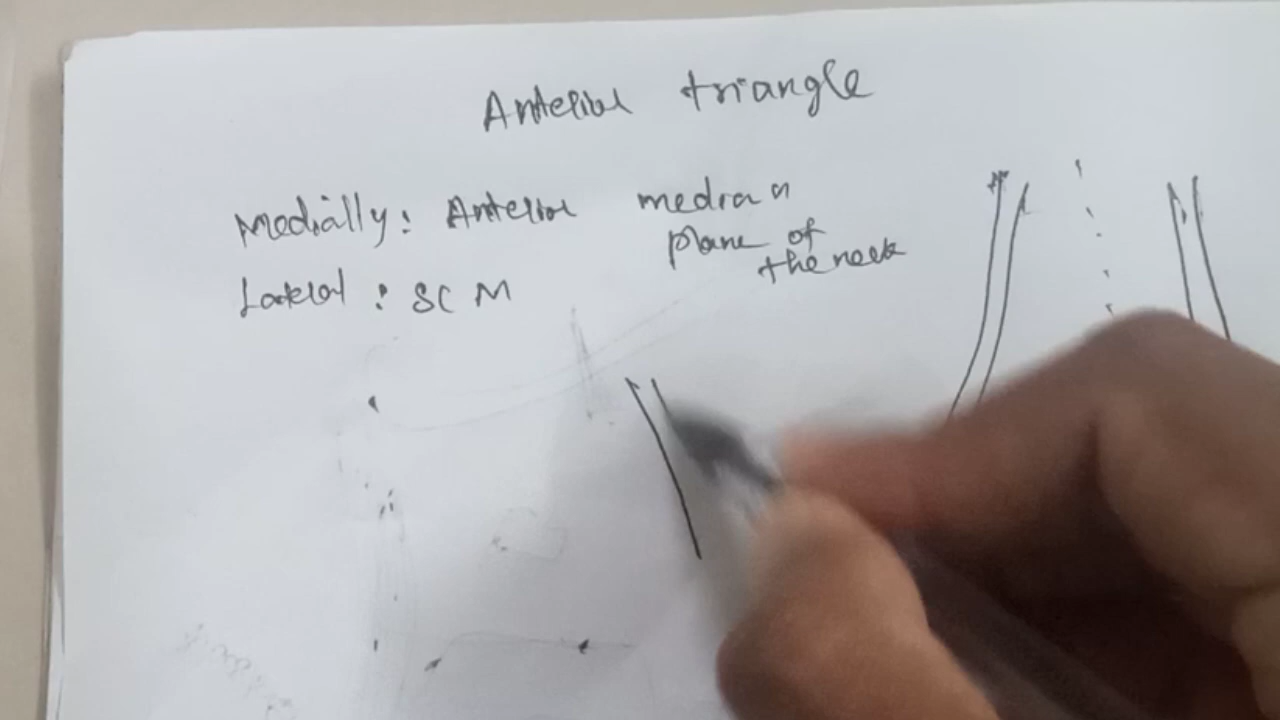 Anterior triangle
Medially: Anterior median
plane of
the neck
Lateral: SCM